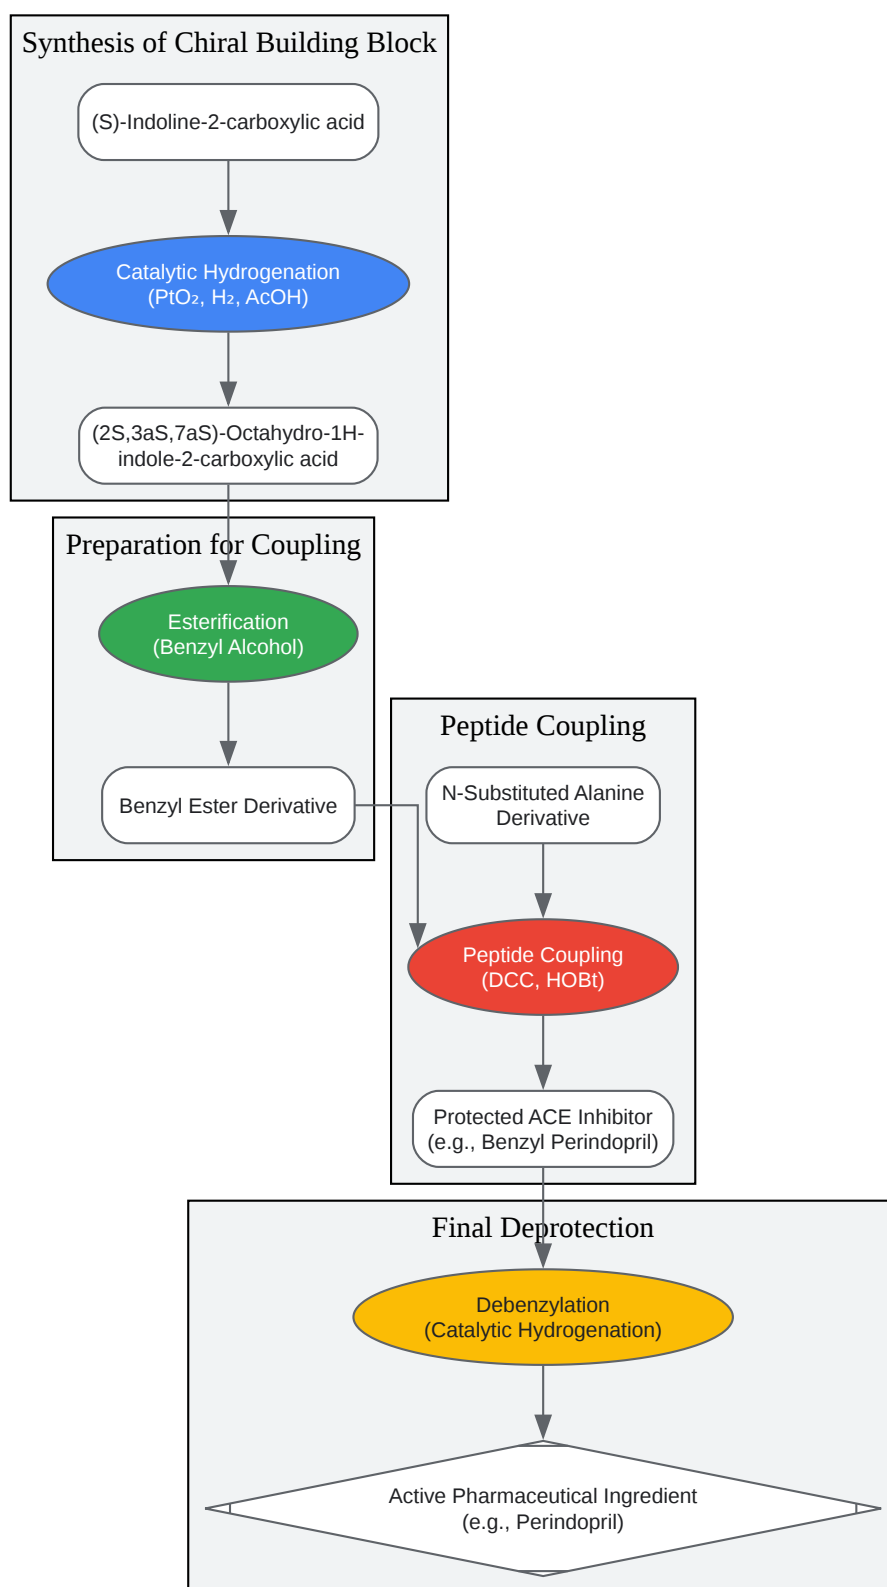 Synthesis of Chiral Building Block
(S)-Indoline-2-carboxylic acid
Catalytic Hydrogenation
(PtO₂, H₂, AcOH)
(2S,3aS,7aS)-Octahydro-1H-
indole-2-carboxylic acid
Preparation for Coupling
Esterification
(Benzyl Alcohol)
Benzyl Ester Derivative
Peptide Coupling
N-Substituted Alanine
Derivative
Peptide Coupling
(DCC, HOBt)
Protected ACE Inhibitor
(e.g., Benzyl Perindopril)
Final Deprotection
Debenzylation
(Catalytic Hydrogenation)
Active Pharmaceutical Ingredient
(e.g., Perindopril)